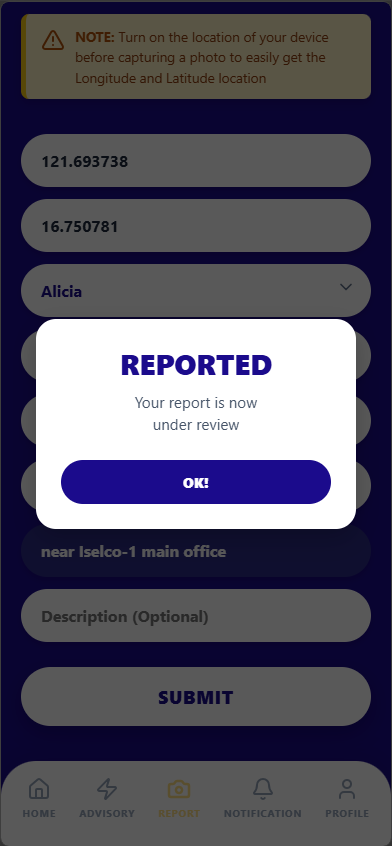 NOTE: Turn on the location of your device
before capturing a photo to easily get the
Longitude and Latitude location
121.693738
16.750781
Alicia
REPORTED
Your report is now
under review
OK!
near Iselco-1 main office
Description (Optional)
SUBMIT
HOME
ADVISORY
REPORT
NOTIFICATION
PROFILE